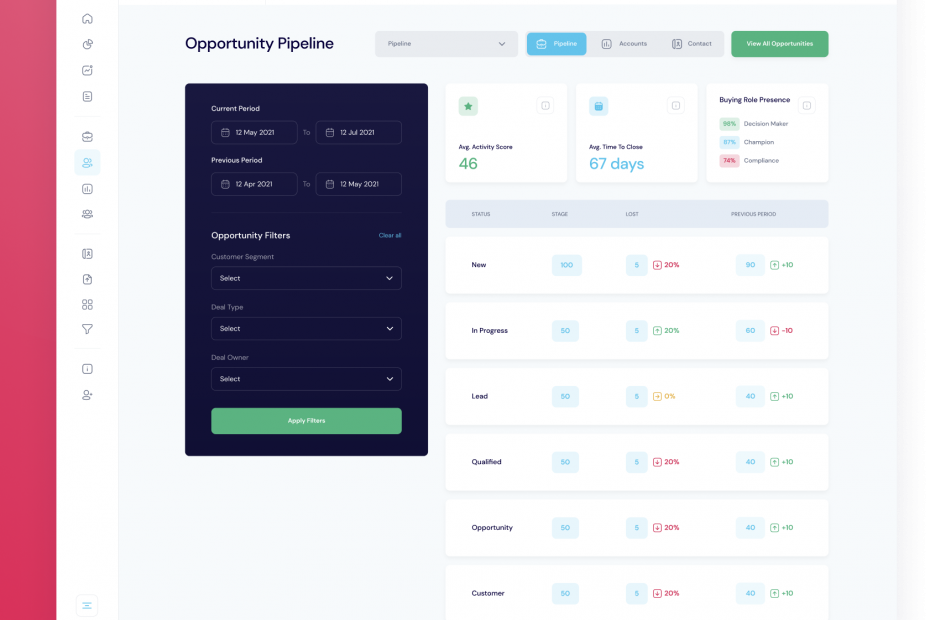 Opportunity Pipeline
Pipeline
Pipeline
Accounts
Contact
View All Opportunities
Current Period
12 May 2021 To 12 Jul 2021
Previous Period
12 Apr 2021 To 12 May 2021
Opportunity Filters Clear all
Customer Segment
Select
Deal Type
Select
Deal Owner
Select
Apply Filters
Avg. Activity Score
46
Avg. Time To Close
67 days
Buying Role Presence
98% Decision Maker
87% Champion
74% Compliance
STATUS STAGE LOST PREVIOUS PERIOD
New 100 5 20% 90 +10
In Progress 50 5 20% 60 -10
Lead 50 5 0% 40 +10
Qualified 50 5 20% 40 +10
Opportunity 50 5 20% 40 +10
Customer 50 5 20% 40 +10